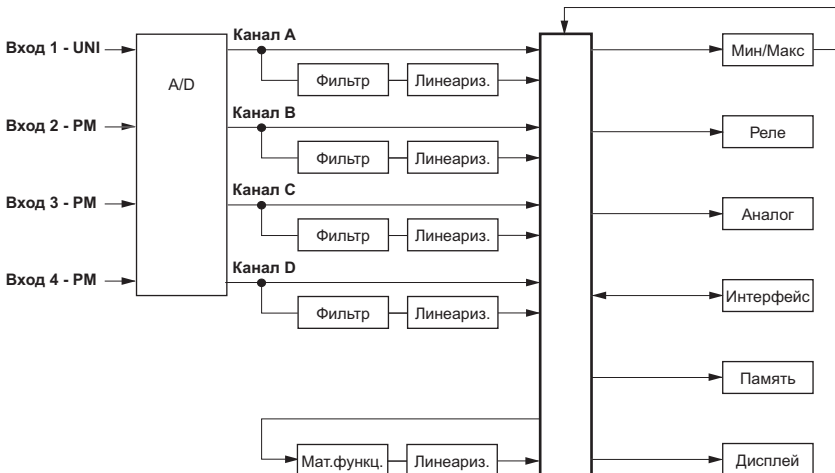 Вход 1 - UNI
Канал A
Мин/Макс
A/D
Фильтр
Линеариз.
Вход 2 - PM
Канал B
Реле
Фильтр
Линеариз.
Вход 3 - PM
Канал C
Аналог
Фильтр
Линеариз.
Вход 4 - PM
Канал D
Интерфейс
Фильтр
Линеариз.
Память
Мат.функц.
Линеариз.
Дисплей